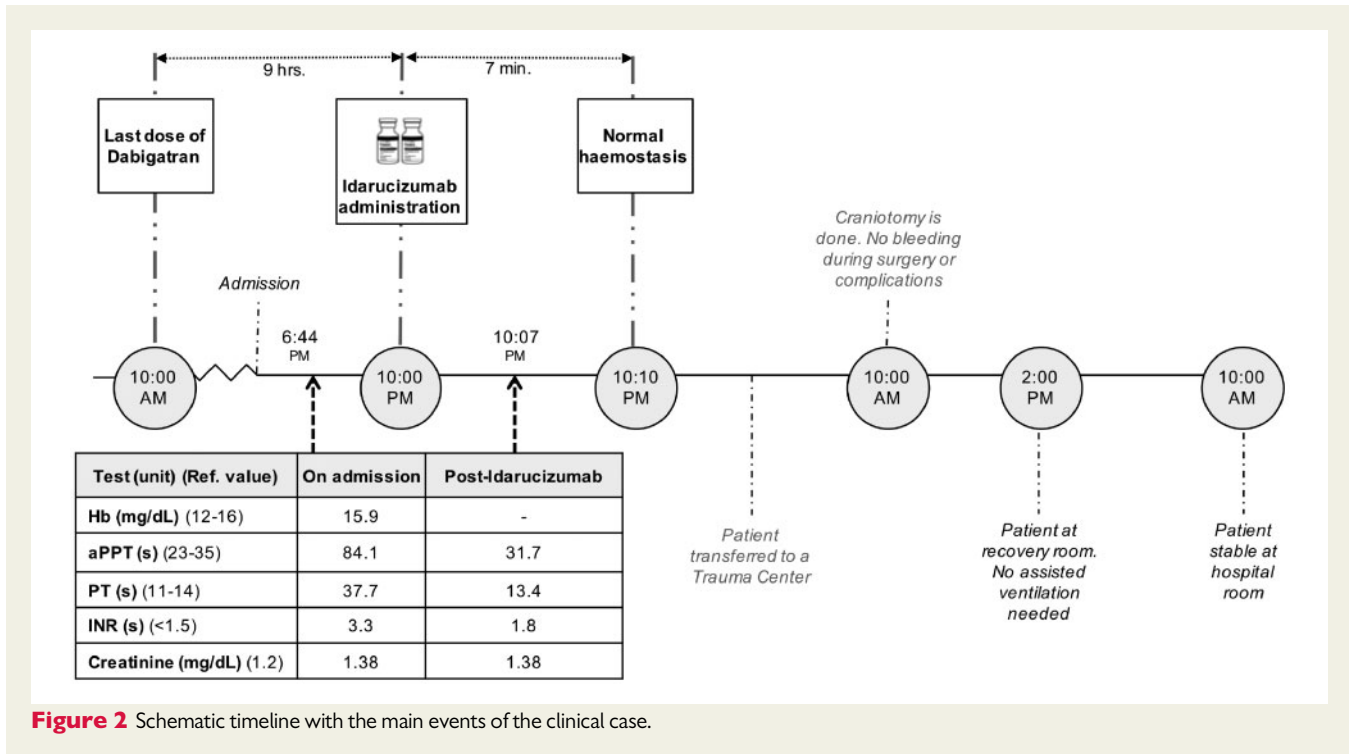 9 hrs.
7 min.
Last dose of
Dabigatran
Idarucizumab
administration
Normal
haemostasis
Craniotomy is
done. No bleeding
during surgery or
complications
Admission
6:44
PM
10:07
PM
10:00
AM
10:00
PM
10:10
PM
10:00
AM
2:00
PM
10:00
AM
Test (unit) (Ref. value) On admission Post-Idarucizumab
Hb (mg/dL) (12-16) 15.9 -
aPPT (s) (23-35) 84.1 31.7
PT (s) (11-14) 37.7 13.4
INR (s) (<1.5) 3.3 1.8
Creatinine (mg/dL) (1.2) 1.38 1.38
Patient
transferred to a
Trauma Center
Patient at
recovery room.
No assisted
ventilation
needed
Patient
stable at
hospital
room
Figure 2 Schematic timeline with the main events of the clinical case.